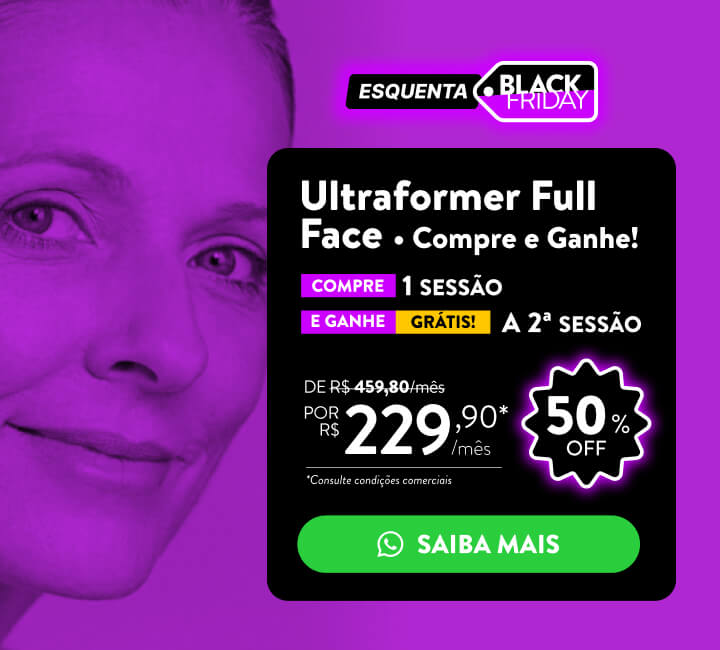 ESQUENTA BLACK
FRIDAY
Ultraformer Full
Face • Compre e Ganhe!
COMPRE 1 SESSÃO
E GANHE GRÁTIS! A 2ª SESSÃO
DE R$ 459,80/mês
POR R$ 229,90*
/mês
50% OFF
*Consulte condições comerciais
SAIBA MAIS